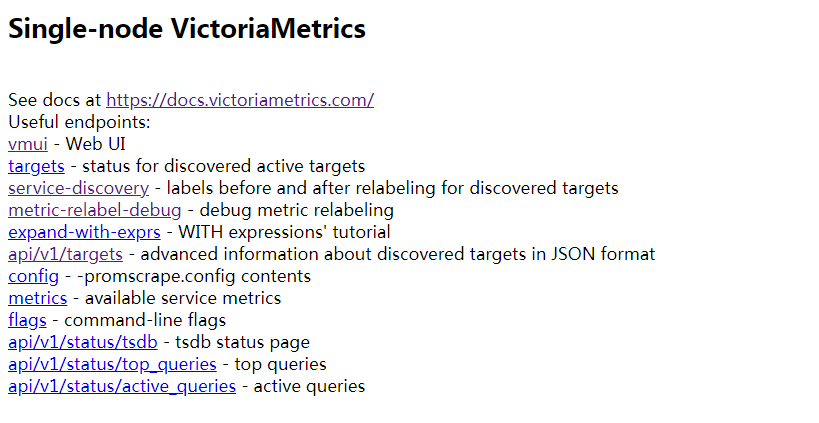 Single-node VictoriaMetrics
See docs at https://docs.victoriametrics.com/
Useful endpoints:
vmui - Web UI
targets - status for discovered active targets
service-discovery - labels before and after relabeling for discovered targets
metric-relabel-debug - debug metric relabeling
expand-with-exprs - WITH expressions' tutorial
api/v1/targets - advanced information about discovered targets in JSON format
config - -promscrape.config contents
metrics - available service metrics
flags - command-line flags
api/v1/status/tsdb - tsdb status page
api/v1/status/top_queries - top queries
api/v1/status/active_queries - active queries